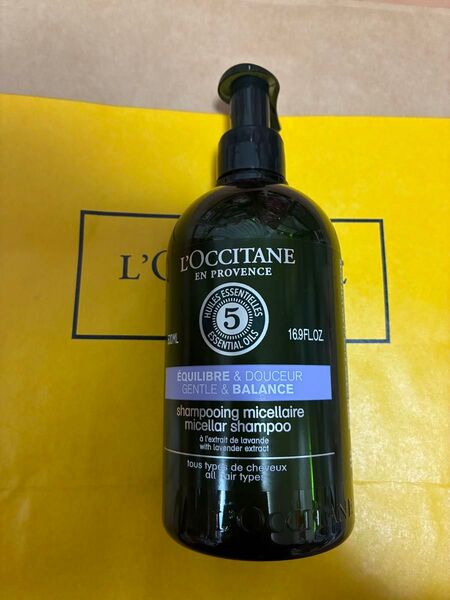 L'OCCITANE
EN PROVENCE
HUILES ESSENTIELLES
5
ESSENTIAL OILS
16.9FL.OZ.
ÉQUILIBRE & DOUCEUR
GENTLE & BALANCE
shampooing micellaire
micellar shampoo
à l'extrait de lavande
with lavender extract
tous types de cheveux
all hair types
L'OCCITANE